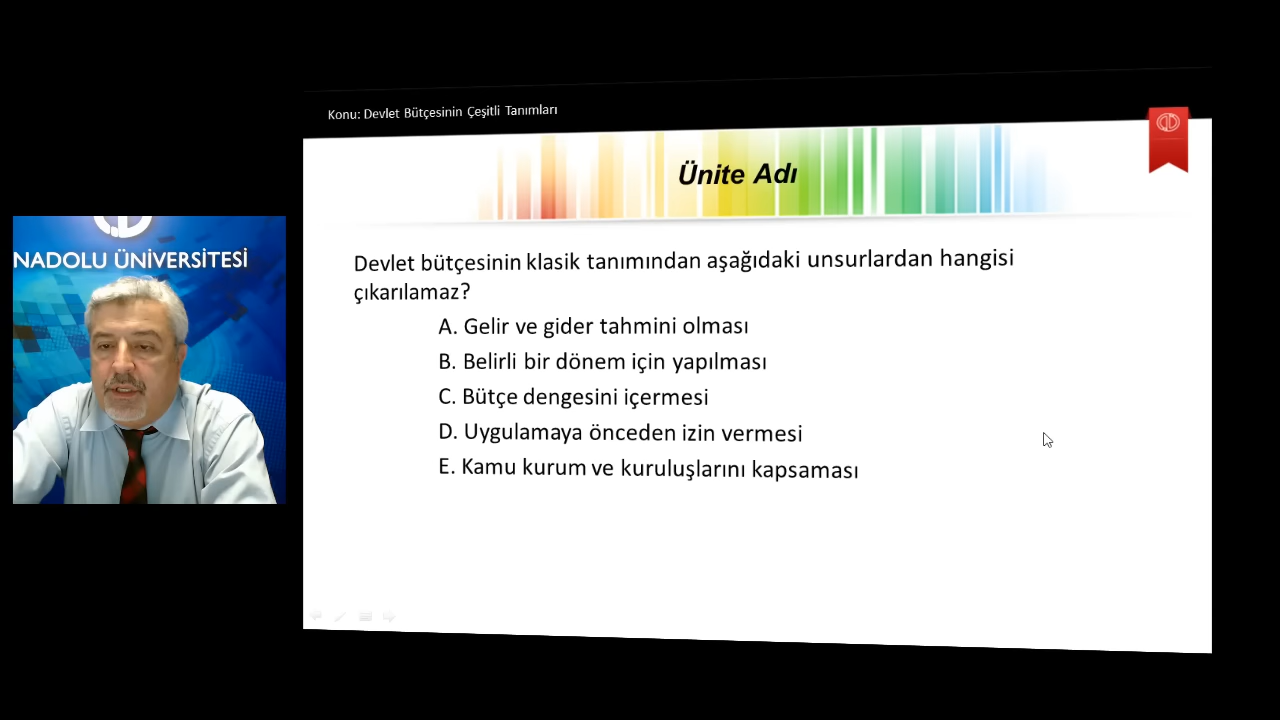 Konu: Devlet Bütçesinin Çeşitli Tanımları
Ünite Adı
NADOLU ÜNİVERSİTESİ
Devlet bütçesinin klasik tanımından aşağıdaki unsurlardan hangisi
çıkarılamaz?
A. Gelir ve gider tahmini olması
B. Belirli bir dönem için yapılması
C. Bütçe dengesini içermesi
D. Uygulamaya önceden izin vermesi
E. Kamu kurum ve kuruluşlarını kapsaması